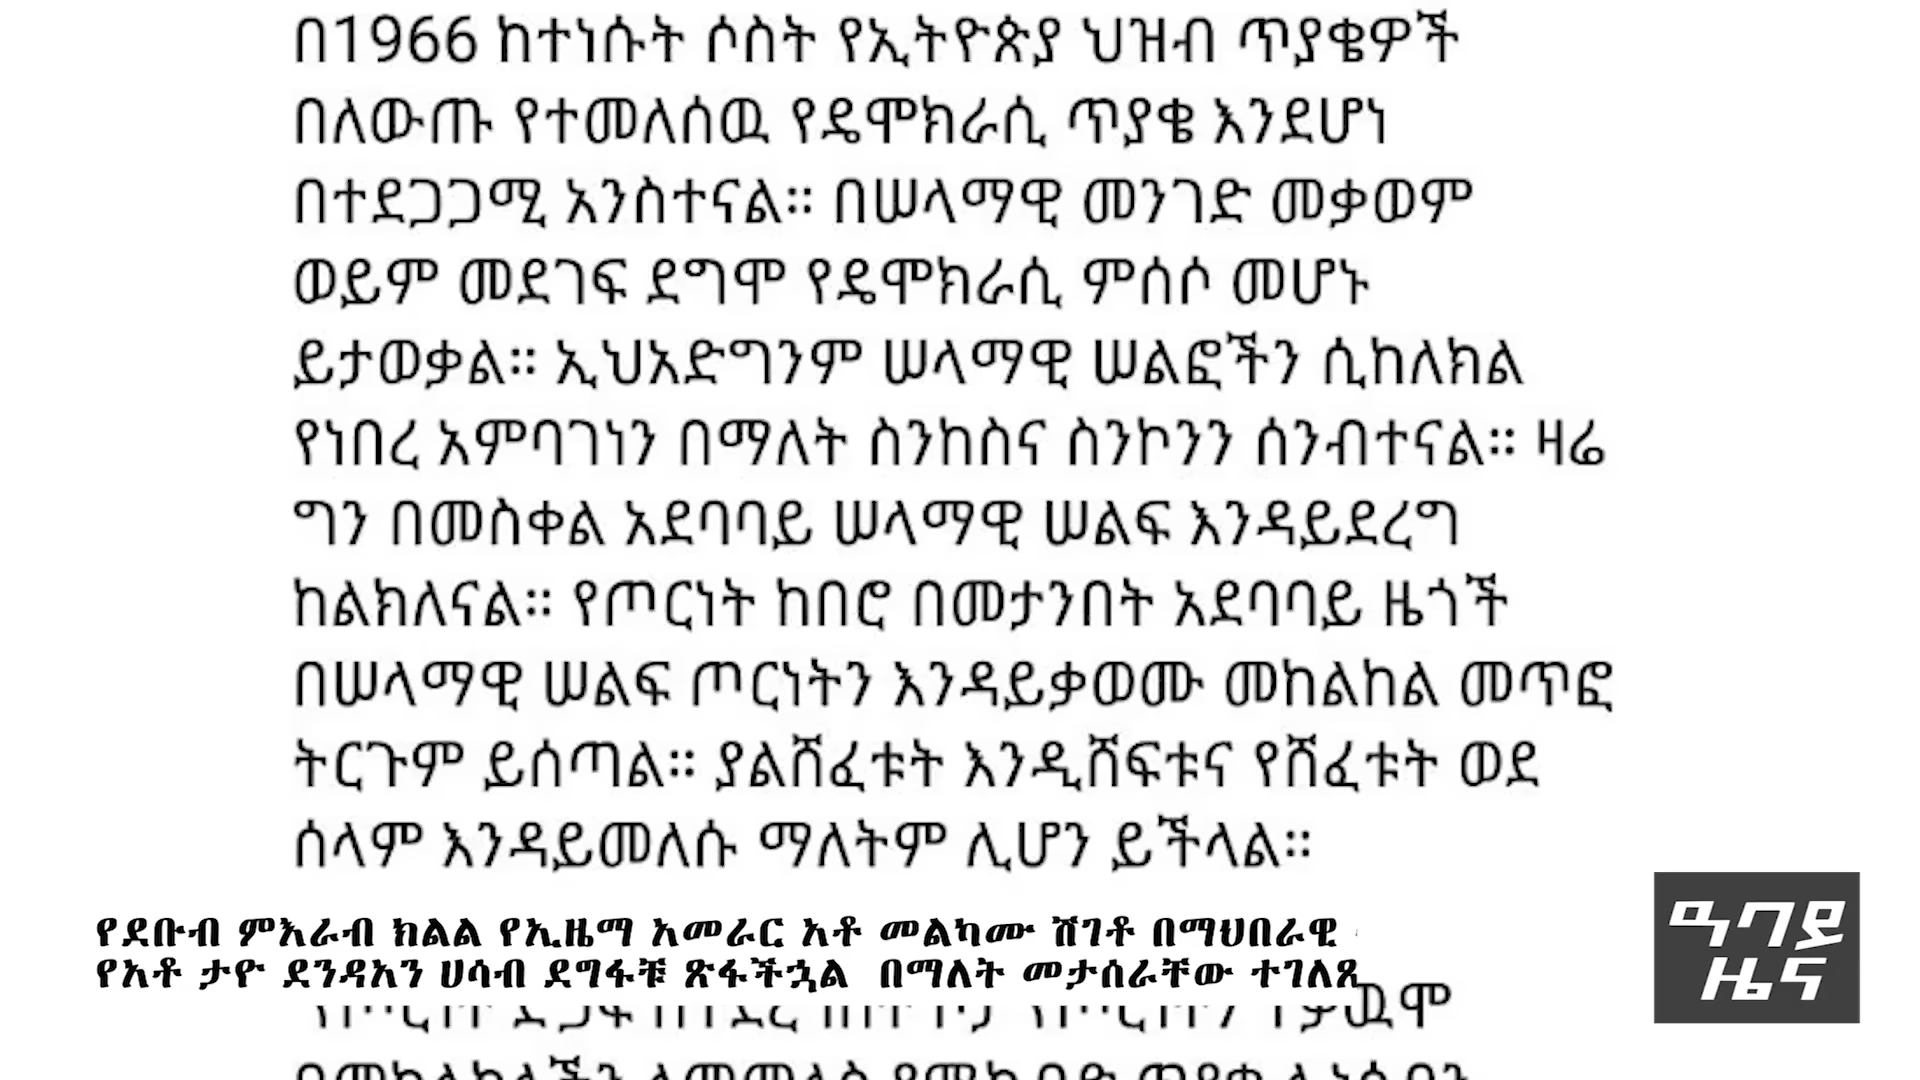 በ1966 ከተነሱት ሶስት የኢትዮጵያ ህዝብ ጥያቄዎች
በለውጡ የተመለሰዉ የዴሞክራሲ ጥያቄ እንደሆነ
በተደጋጋሚ አንስተናል። በሠላማዊ መንገድ መቃወም
ወይም መደገፍ ደግሞ የዴሞክራሲ ምሰሶ መሆኑ
ይታወቃል። ኢህአድግንም ሠላማዊ ሠልፎችን ሲከለክል
የነበረ አምባገነን በማለት ስንከስና ስንኮንን ሰንብተናል። ዛሬ
ግን በመስቀል አደባባይ ሠላማዊ ሠልፍ እንዳይደረግ
ከልክለናል። የጦርነት ከበሮ በመታንበት አደባባይ ዜጎች
በሠላማዊ ሠልፍ ጦርነትን እንዳይቃወሙ መከልከል መጥፎ
ትርጉም ይሰጣል። ያልሸፈቱት እንዲሸፍቱና የሸፈቱት ወደ
ሰላም እንዳይመለሱ ማለትም ሊሆን ይችላል።
የደቡብ ምእራብ ክልል የኢዜማ አመራር አቶ መልካሙ ሽገቶ በማህበራዊ
የአቶ ታዮ ደንዳአን ሀሳብ ደግፋቹ ጽፋችኋል በማለት መታሰራቸው ተገለጸ
ዓባይ
ዜና